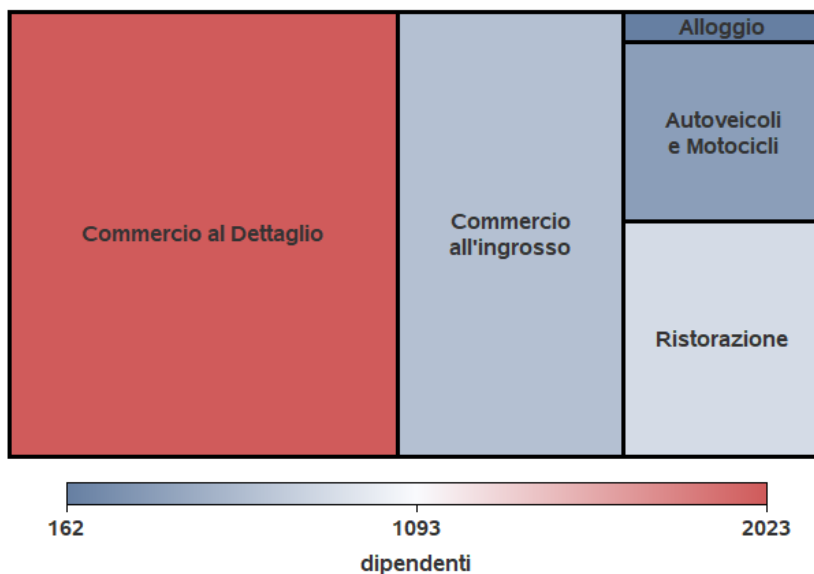 Alloggio
Autoveicoli
e Motocicli
Commercio al Dettaglio
Commercio
all'ingrosso
Ristorazione
162
1093
2023
dipendenti